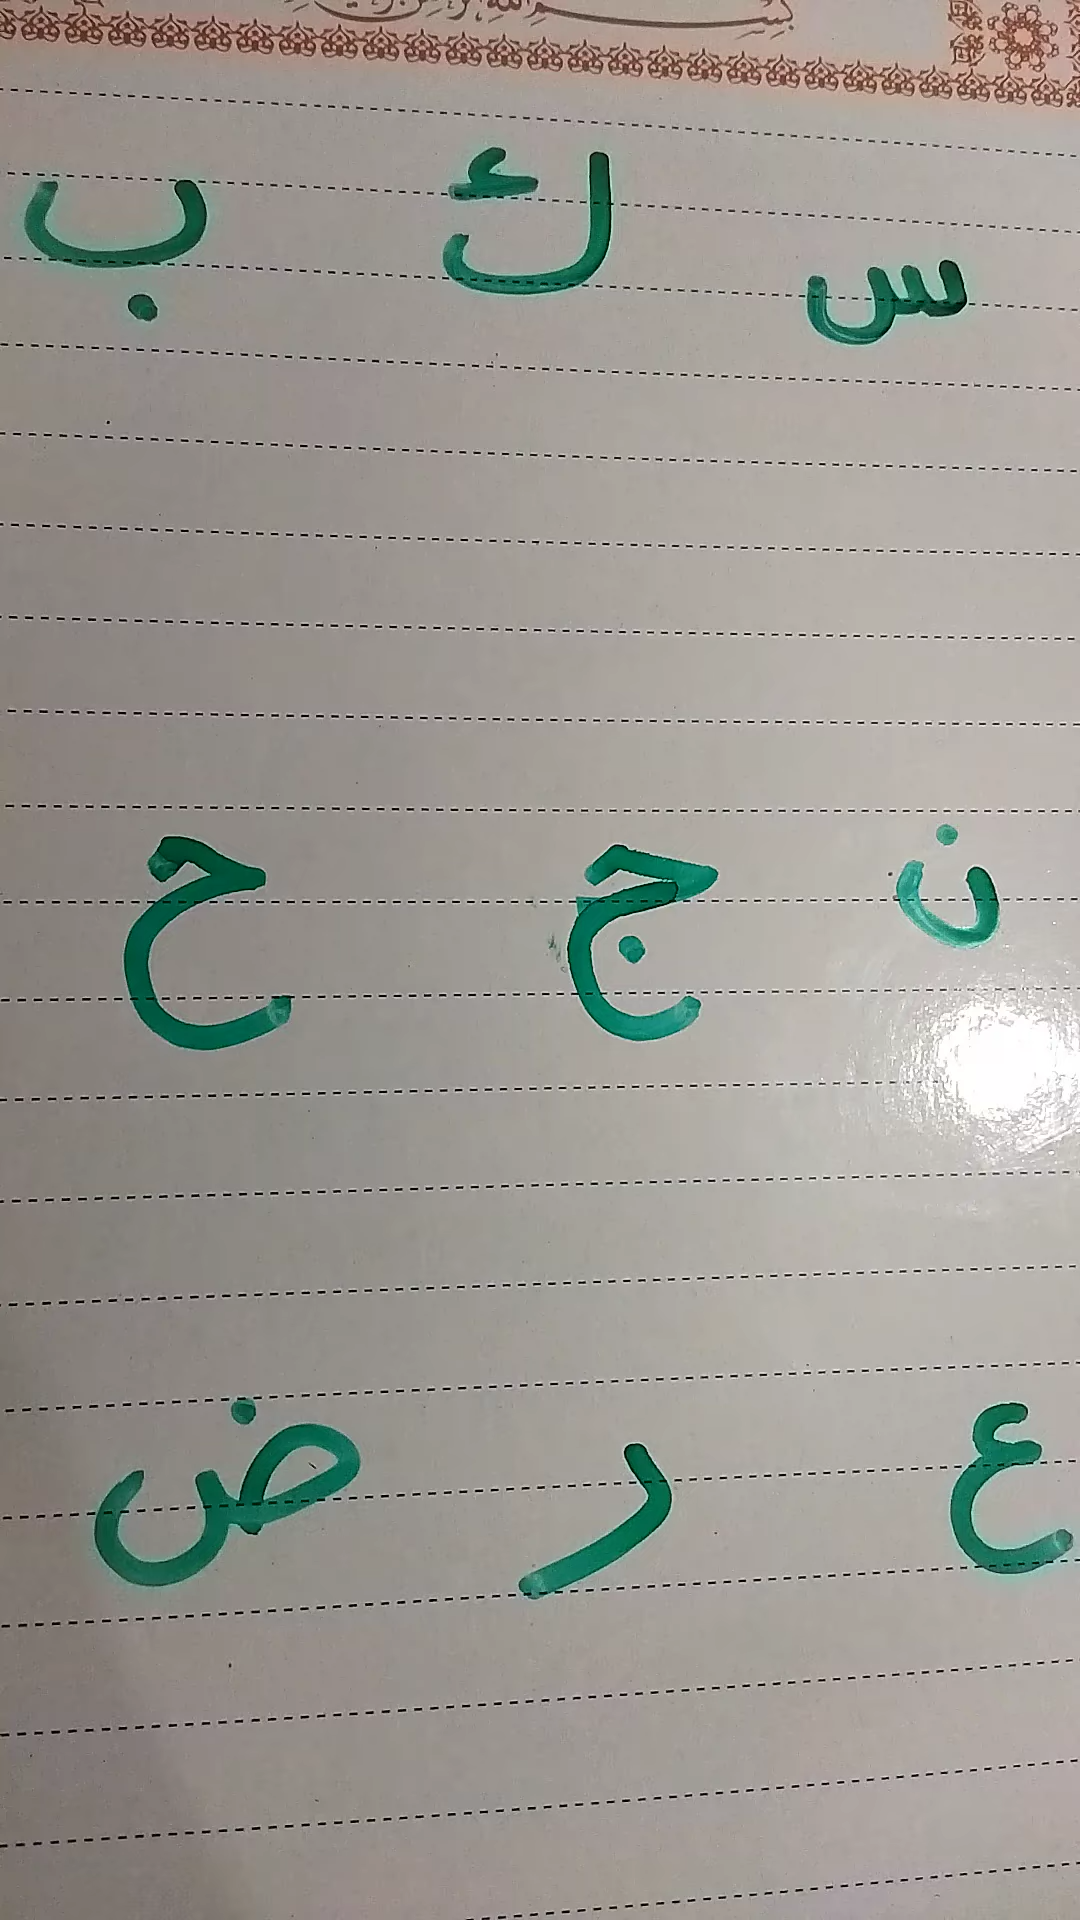 س ك ب
ن ج ح
ع ر ض